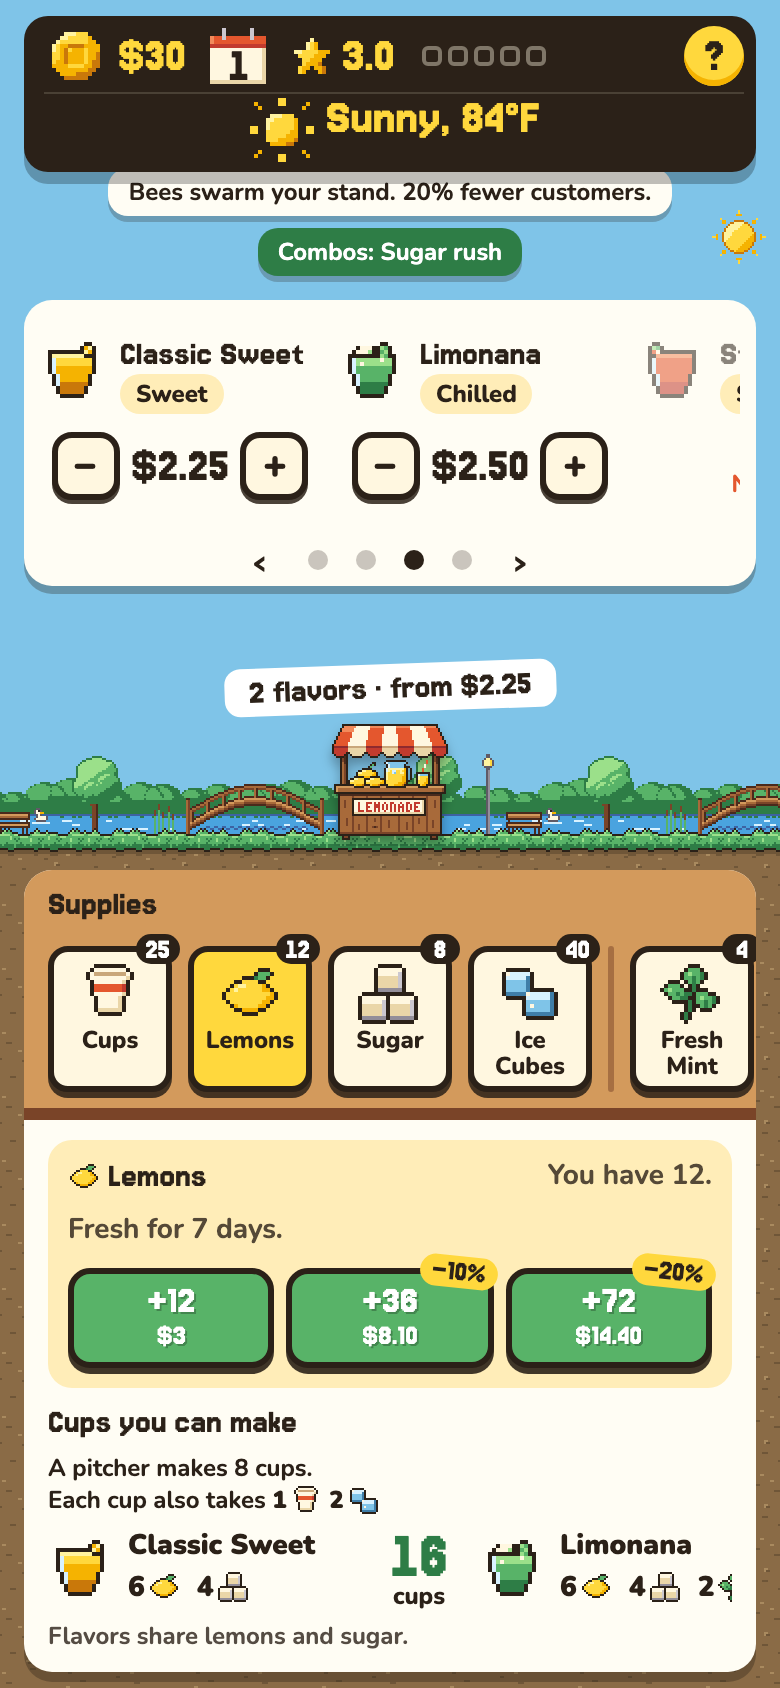 $30 1 3.0 ?
Sunny, 84°F
Bees swarm your stand. 20% fewer customers.
Combos: Sugar rush
Classic Sweet Limonana
Sweet Chilled
− $2.25 + − $2.50 +
‹ ›
2 flavors · from $2.25
LEMONADE
Supplies
25 12 8 40 4
Cups Lemons Sugar Ice Cubes Fresh Mint
Lemons You have 12.
Fresh for 7 days.
−10% −20%
+12 +36 +72
$3 $8.10 $14.40
Cups you can make
A pitcher makes 8 cups.
Each cup also takes 1 2
Classic Sweet 16 Limonana
6 4 cups 6 4 2
Flavors share lemons and sugar.